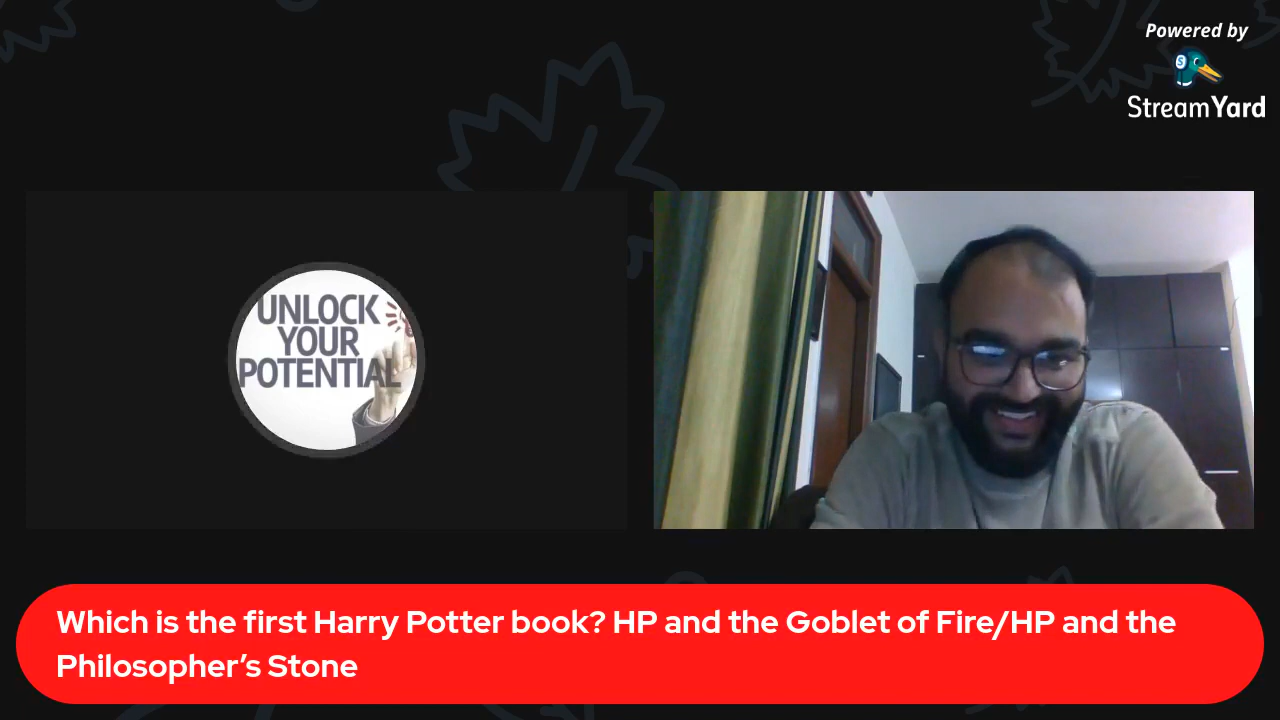 Powered by
StreamYard
UNLOCK
YOUR
POTENTIAL
Which is the first Harry Potter book? HP and the Goblet of Fire/HP and the
Philosopher’s Stone